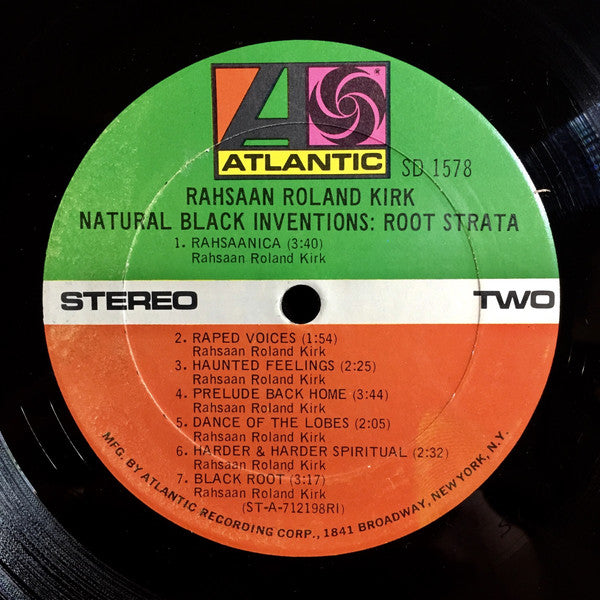 ATLANTIC
SD 1578
RAHSAAN ROLAND KIRK
NATURAL BLACK INVENTIONS: ROOT STRATA
1. RAHSAANICA (3:40)
Rahsaan Roland Kirk
STEREO
TWO
2. RAPED VOICES (1:54)
Rahsaan Roland Kirk
3. HAUNTED FEELINGS (2:25)
Rahsaan Roland Kirk
4. PRELUDE BACK HOME (3:44)
Rahsaan Roland Kirk
5. DANCE OF THE LOBES (2:05)
Rahsaan Roland Kirk
6. HARDER & HARDER SPIRITUAL (2:32)
Rahsaan Roland Kirk
7. BLACK ROOT (3:17)
Rahsaan Roland Kirk
(ST-A-712198RI)
MFG. BY ATLANTIC RECORDING CORP., 1841 BROADWAY, NEW YORK, N.Y.